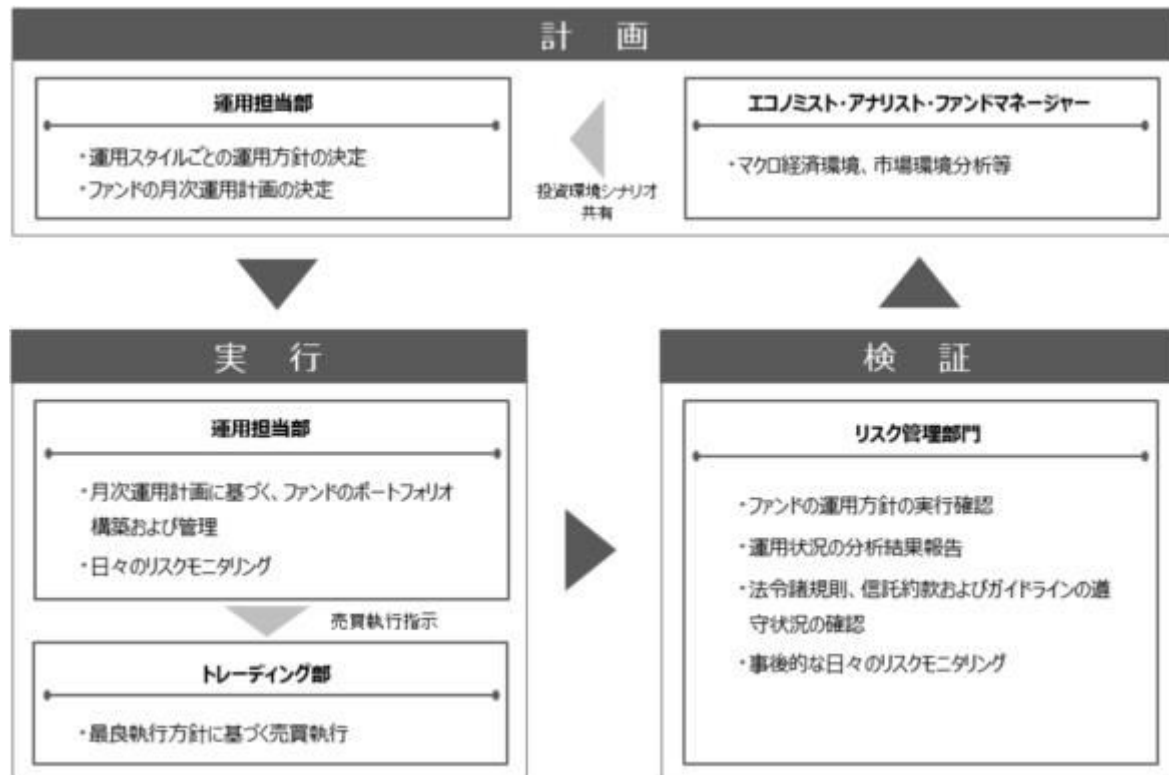 計 画
運用担当部
・運用スタイルごとの運用方針の決定
・ファンドの月次運用計画の決定
投資環境シナリオ
共有
エコノミスト・アナリスト・ファンドマネージャー
・マクロ経済環境、市場環境分析等
実 行
運用担当部
・月次運用計画に基づく、ファンドのポートフォリオ
構築および管理
・日々のリスクモニタリング
売買執行指示
トレーディング部
・最良執行方針に基づく売買執行
検 証
リスク管理部門
・ファンドの運用方針の実行確認
・運用状況の分析結果報告
・法令諸規則、信託約款およびガイドラインの遵
守状況の確認
・事後的な日々のリスクモニタリング